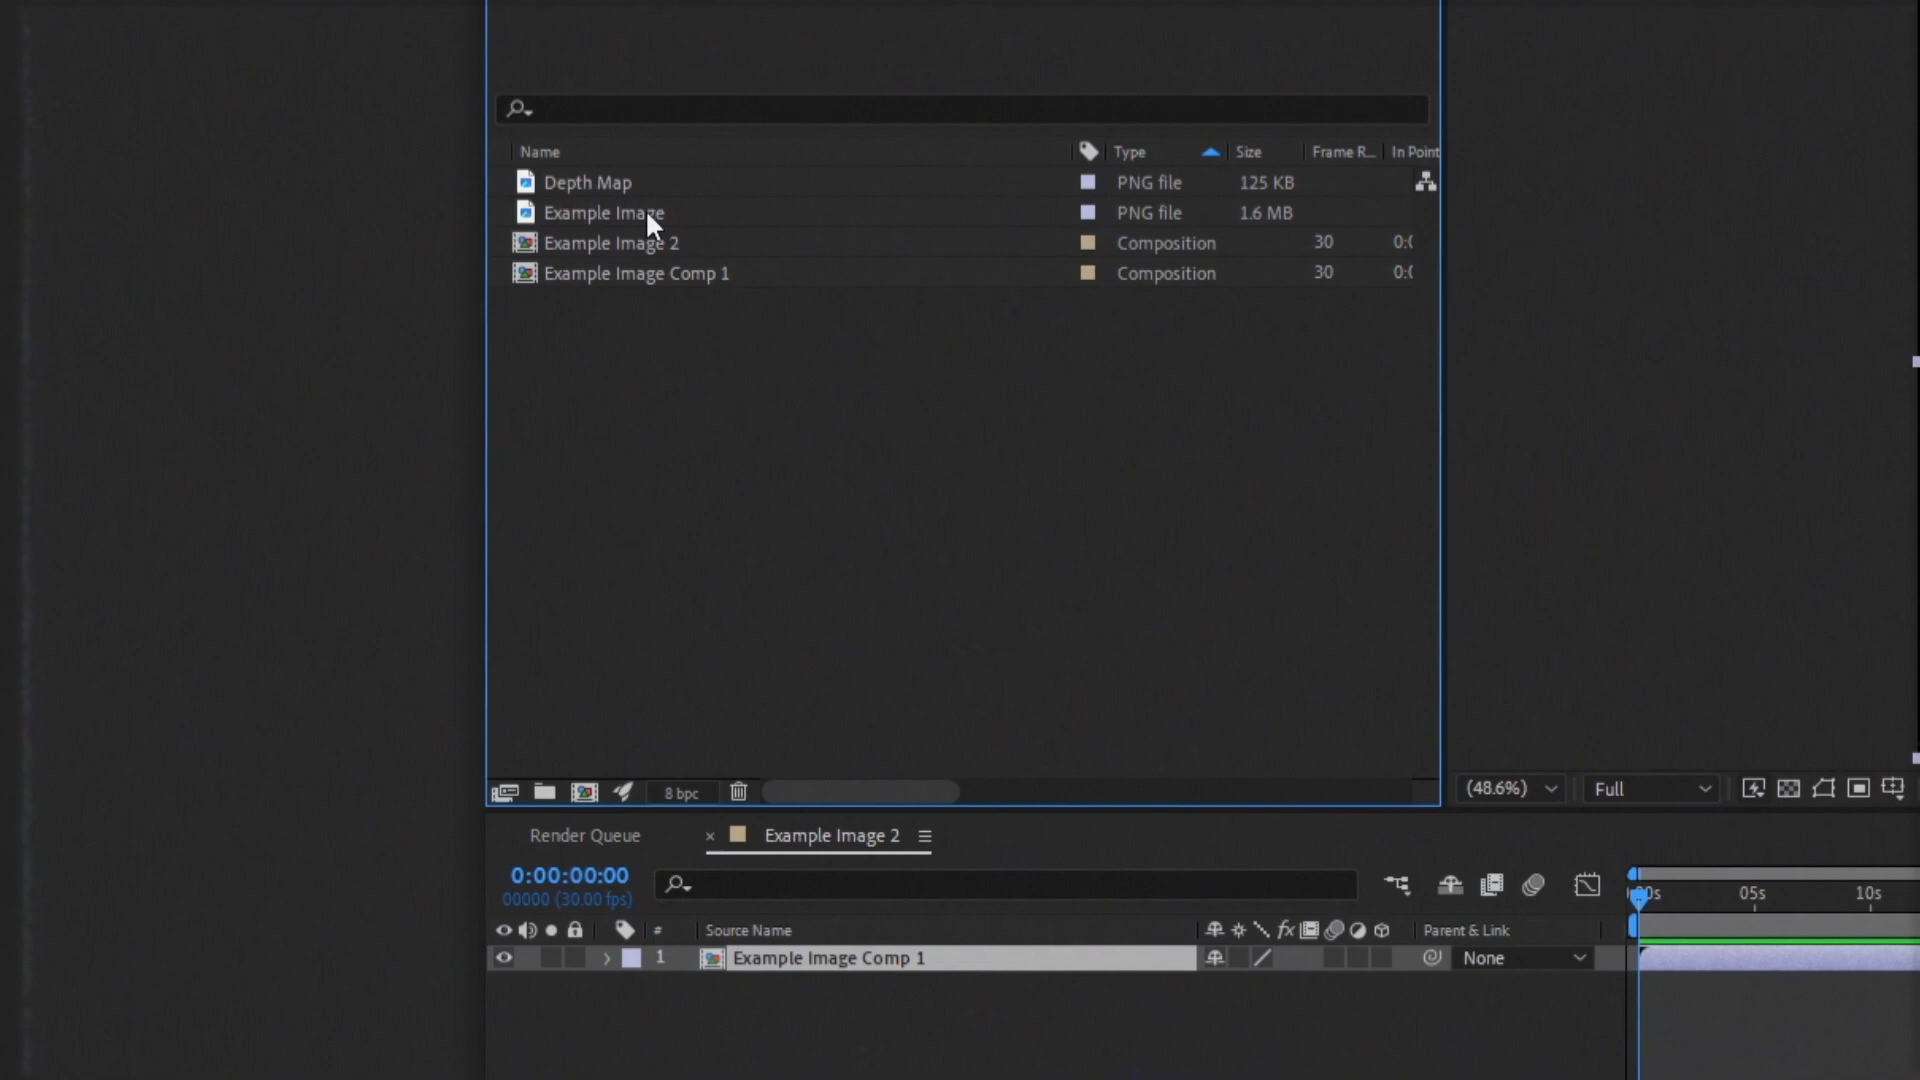 Name Type Size Frame R... In Point
Depth Map PNG file 125 KB
Example Image PNG file 1.6 MB
Example Image 2 Composition 30
Example Image Comp 1 Composition 30
8 bpc
(48.6%) Full
Render Queue × Example Image 2
0:00:00:00
00000 (30.00 fps)
05s 10s
# Source Name fx Parent & Link
1 Example Image Comp 1 None